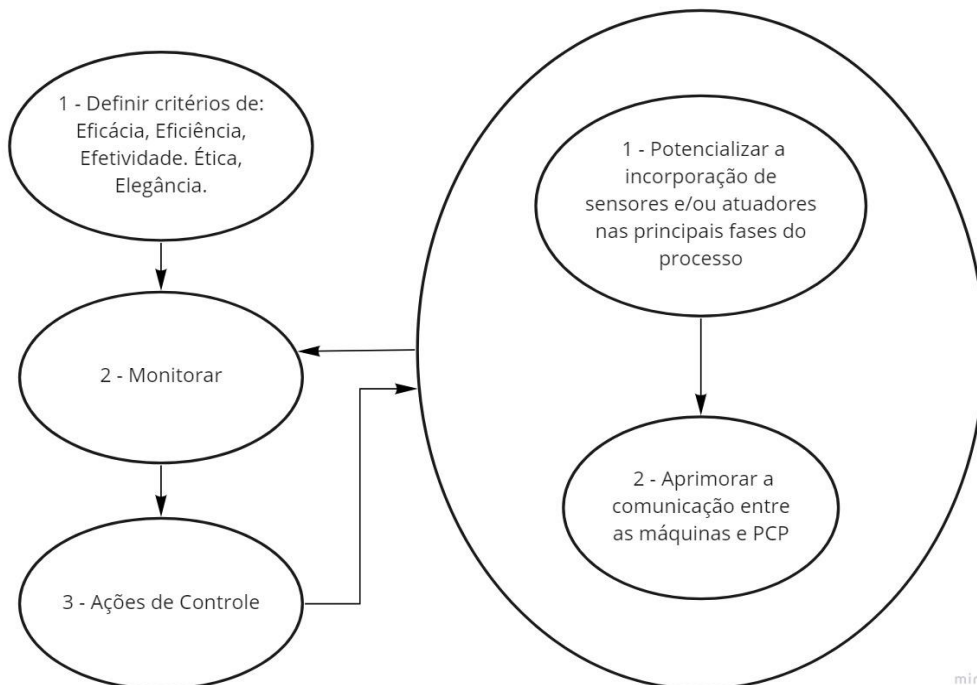 1 - Definir critérios de:
Eficácia, Eficiência,
Efetividade. Ética,
Elegância.
2 - Monitorar
3 - Ações de Controle
1 - Potencializar a
incorporação de
sensores e/ou atuadores
nas principais fases do
processo
2 - Aprimorar a
comunicação entre
as máquinas e PCP